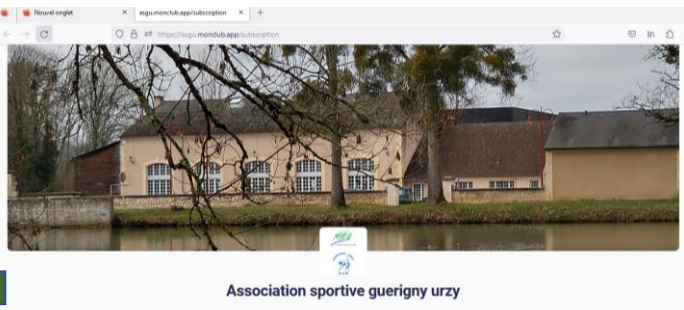 Nouvel onglet
asgu.monclub.app/subscription
https://asgu.monclub.app/subscription
Association sportive guerigny urzy